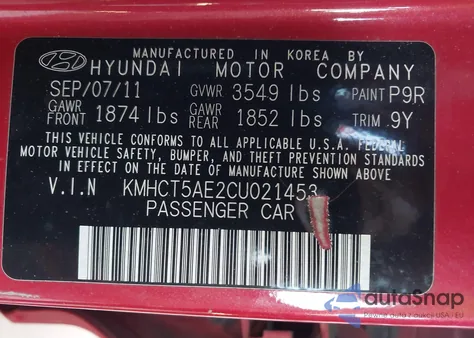 MANUFACTURED IN KOREA BY
HYUNDAI MOTOR COMPANY
SEP/07/11 GVWR 3549 lbs PAINT P9R
GAWR FRONT 1874 lbs GAWR REAR 1852 lbs TRIM 9Y
THIS VEHICLE CONFORMS TO ALL APPLICABLE U.S.A. FEDERAL
MOTOR VEHICLE SAFETY, BUMPER, AND THEFT PREVENTION STANDARDS
IN EFFECT ON THE DATE OF MANUFACTURE SHOWN ABOVE
V.I.N KMHCT5AE2CU021453
PASSENGER CAR
autoSnap